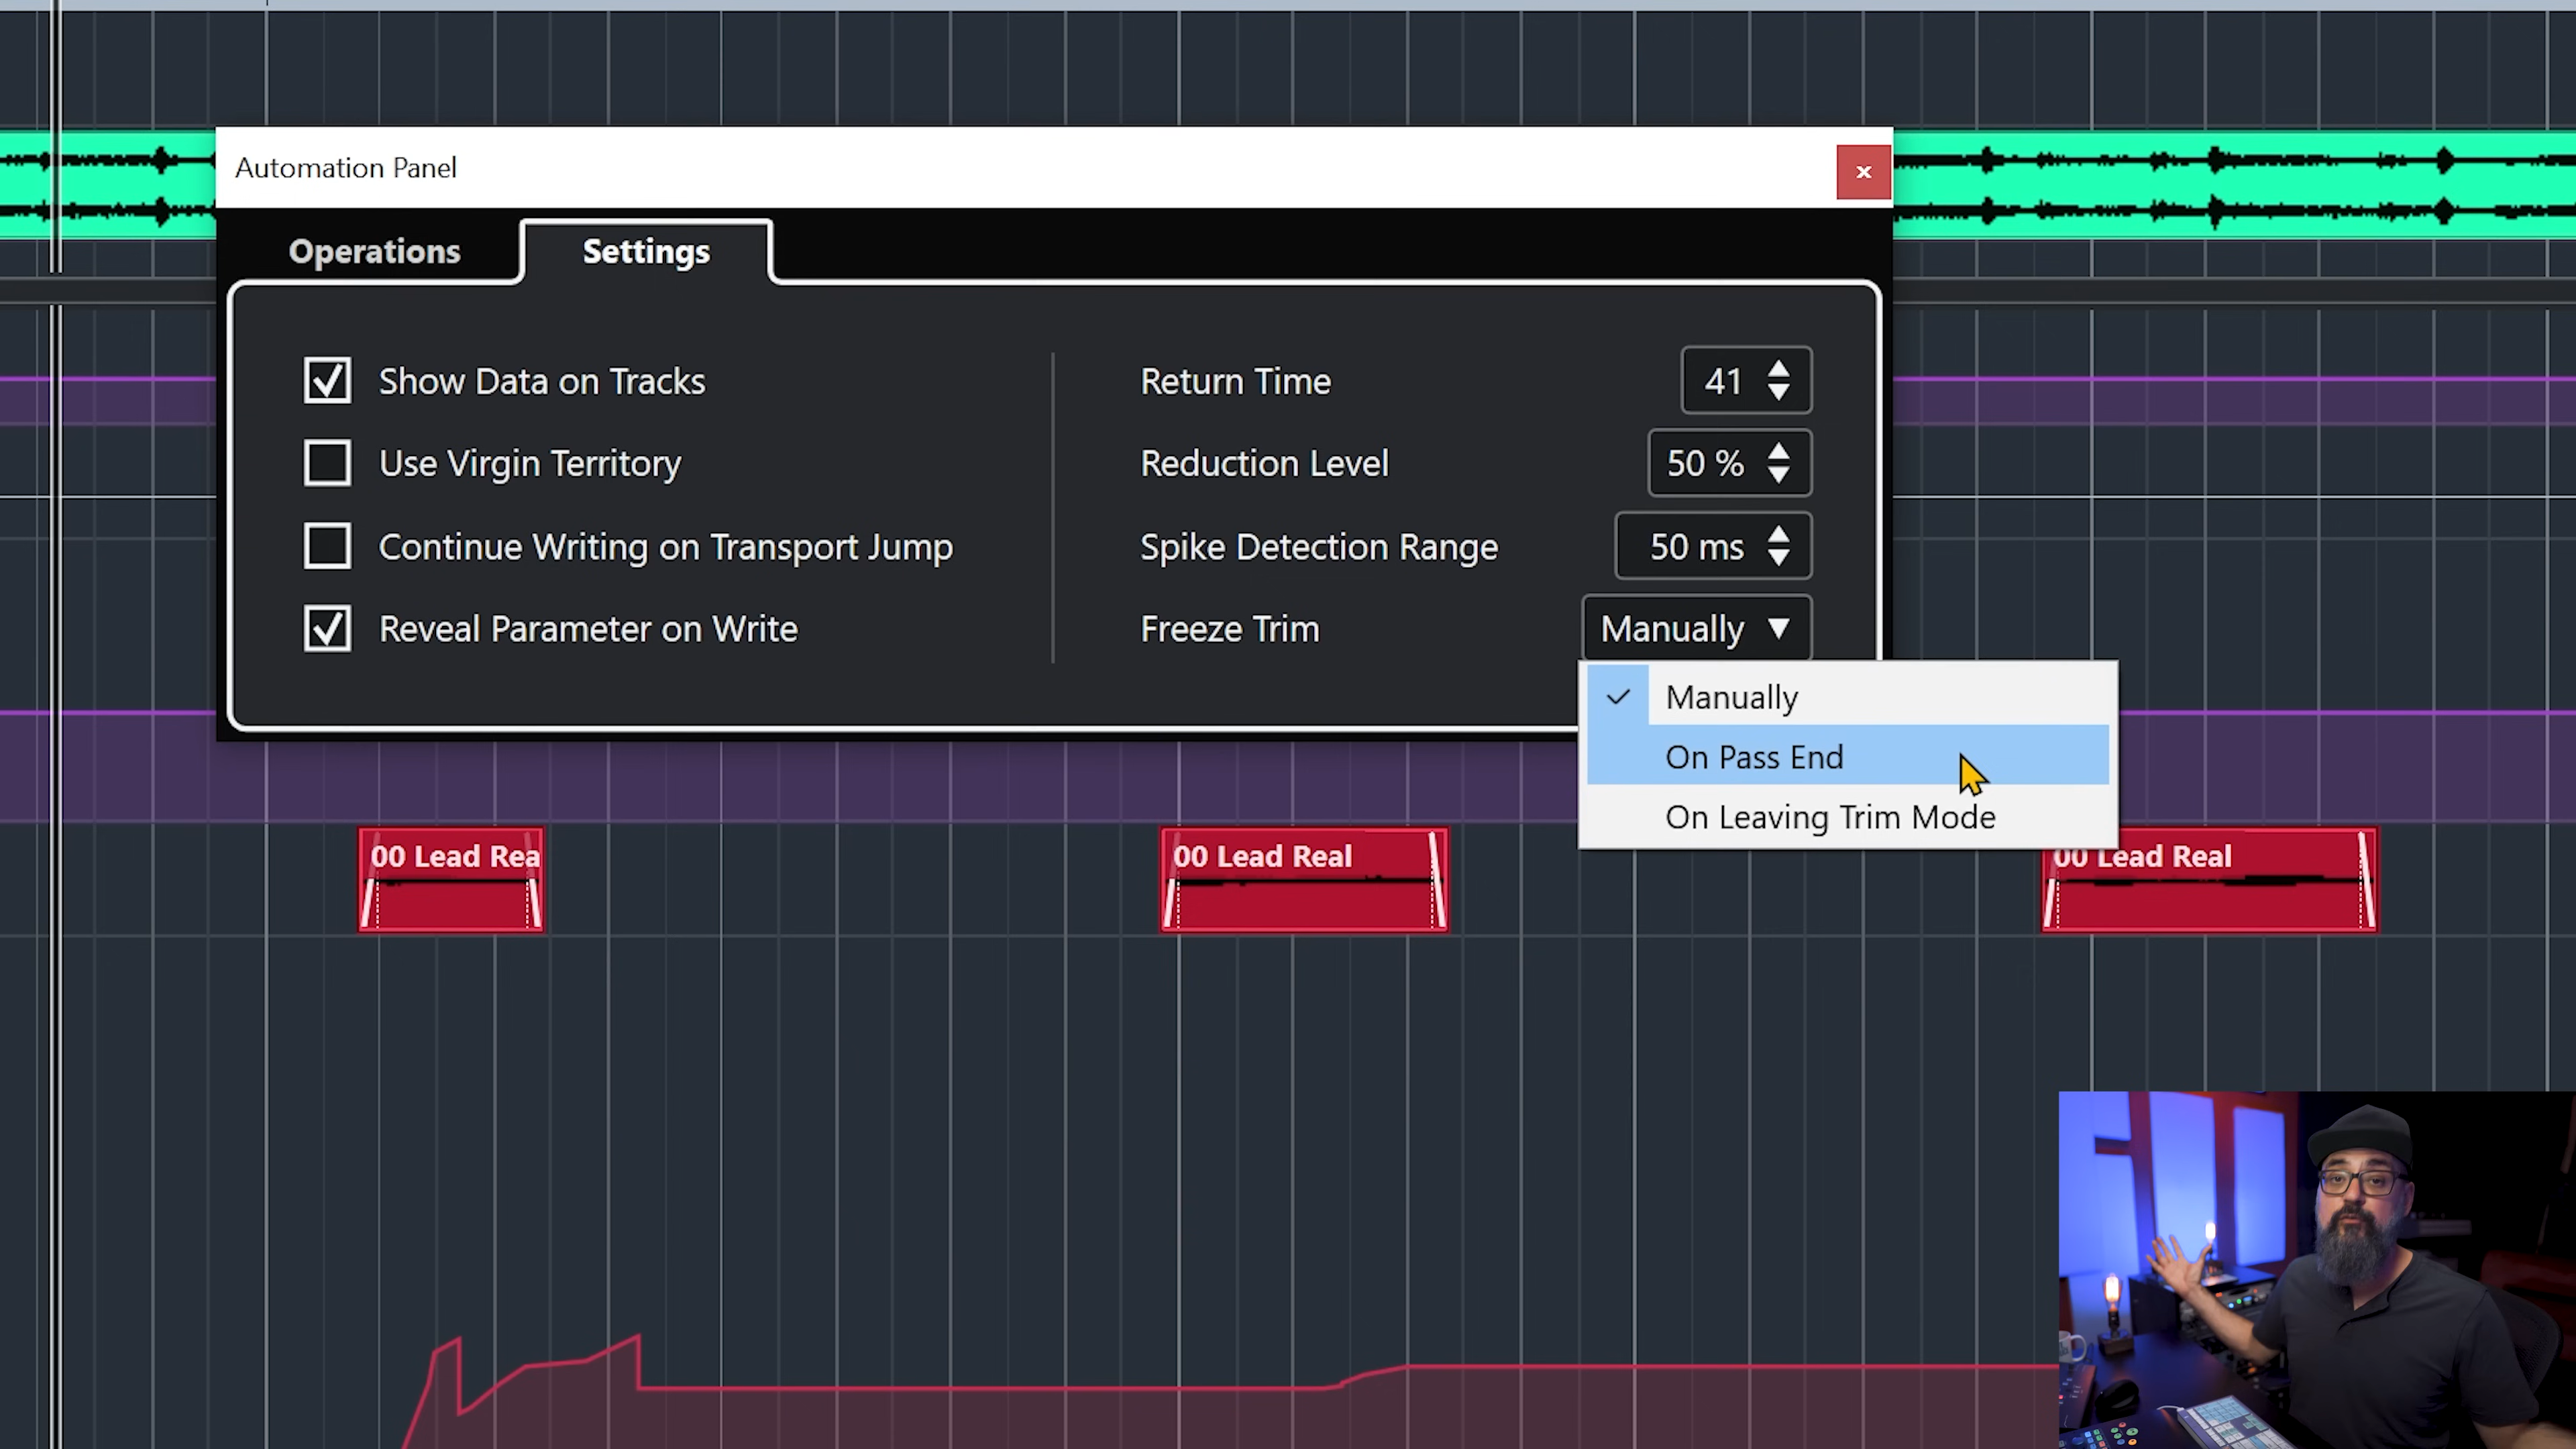 Automation Panel
x
Operations
Settings
Show Data on Tracks
Use Virgin Territory
Continue Writing on Transport Jump
Reveal Parameter on Write
Return Time
41
Reduction Level
50 %
Spike Detection Range
50 ms
Freeze Trim
Manually
Manually
On Pass End
On Leaving Trim Mode
00 Lead Rea
00 Lead Real
00 Lead Real